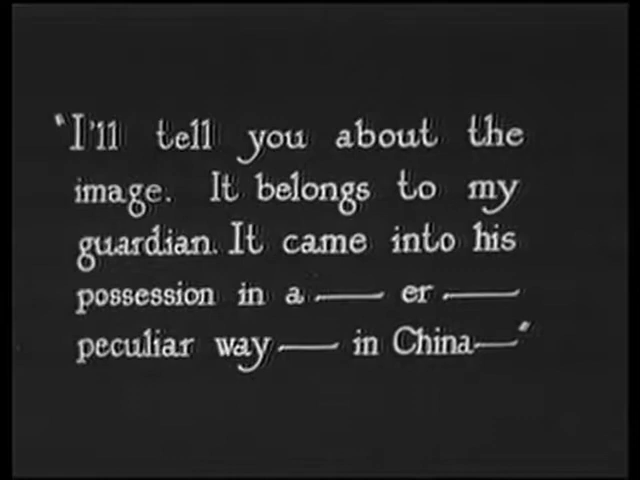 "I'll tell you about the
image. It belongs to my
guardian. It came into his
possession in a — er —
peculiar way — in China—"